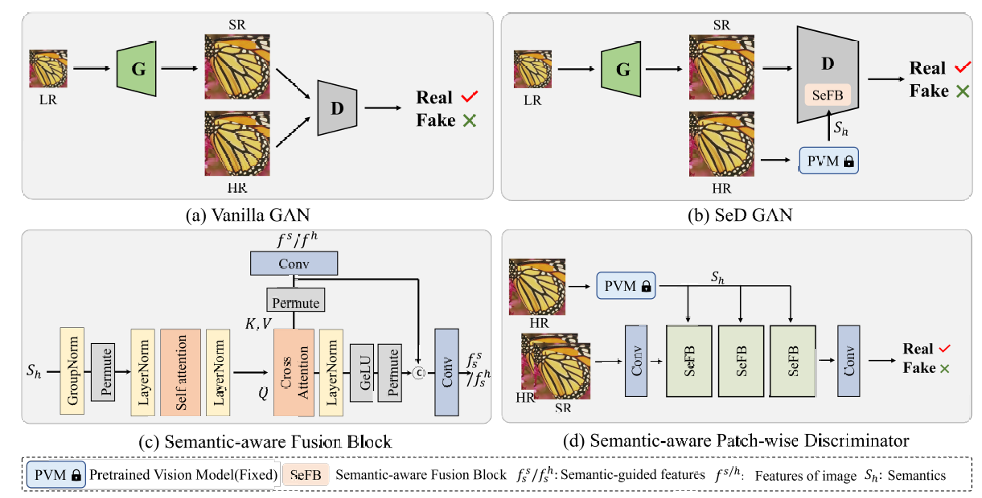 SR
G
LR
D
Real ✓
Fake ✕
HR
(a) Vanilla GAN
SR
G
LR
D
SeFB
Real ✓
Fake ✕
S_h
PVM
HR
(b) SeD GAN
f^s/f^h
Conv
Permute
K,V
S_h
GroupNorm
Permute
LayerNorm
Self attention
LayerNorm
Q
Cross Attention
LayerNorm
GeLU
Permute
C
Conv
f_s^s
/f_s^h
(c) Semantic-aware Fusion Block
PVM
S_h
HR
HR
SR
Conv
SeFB
SeFB
SeFB
Conv
Real ✓
Fake ✕
(d) Semantic-aware Patch-wise Discriminator
PVM Pretrained Vision Model(Fixed) SeFB Semantic-aware Fusion Block f_s^s/f_s^h: Semantic-guided features f^{s/h}: Features of image S_h: Semantics